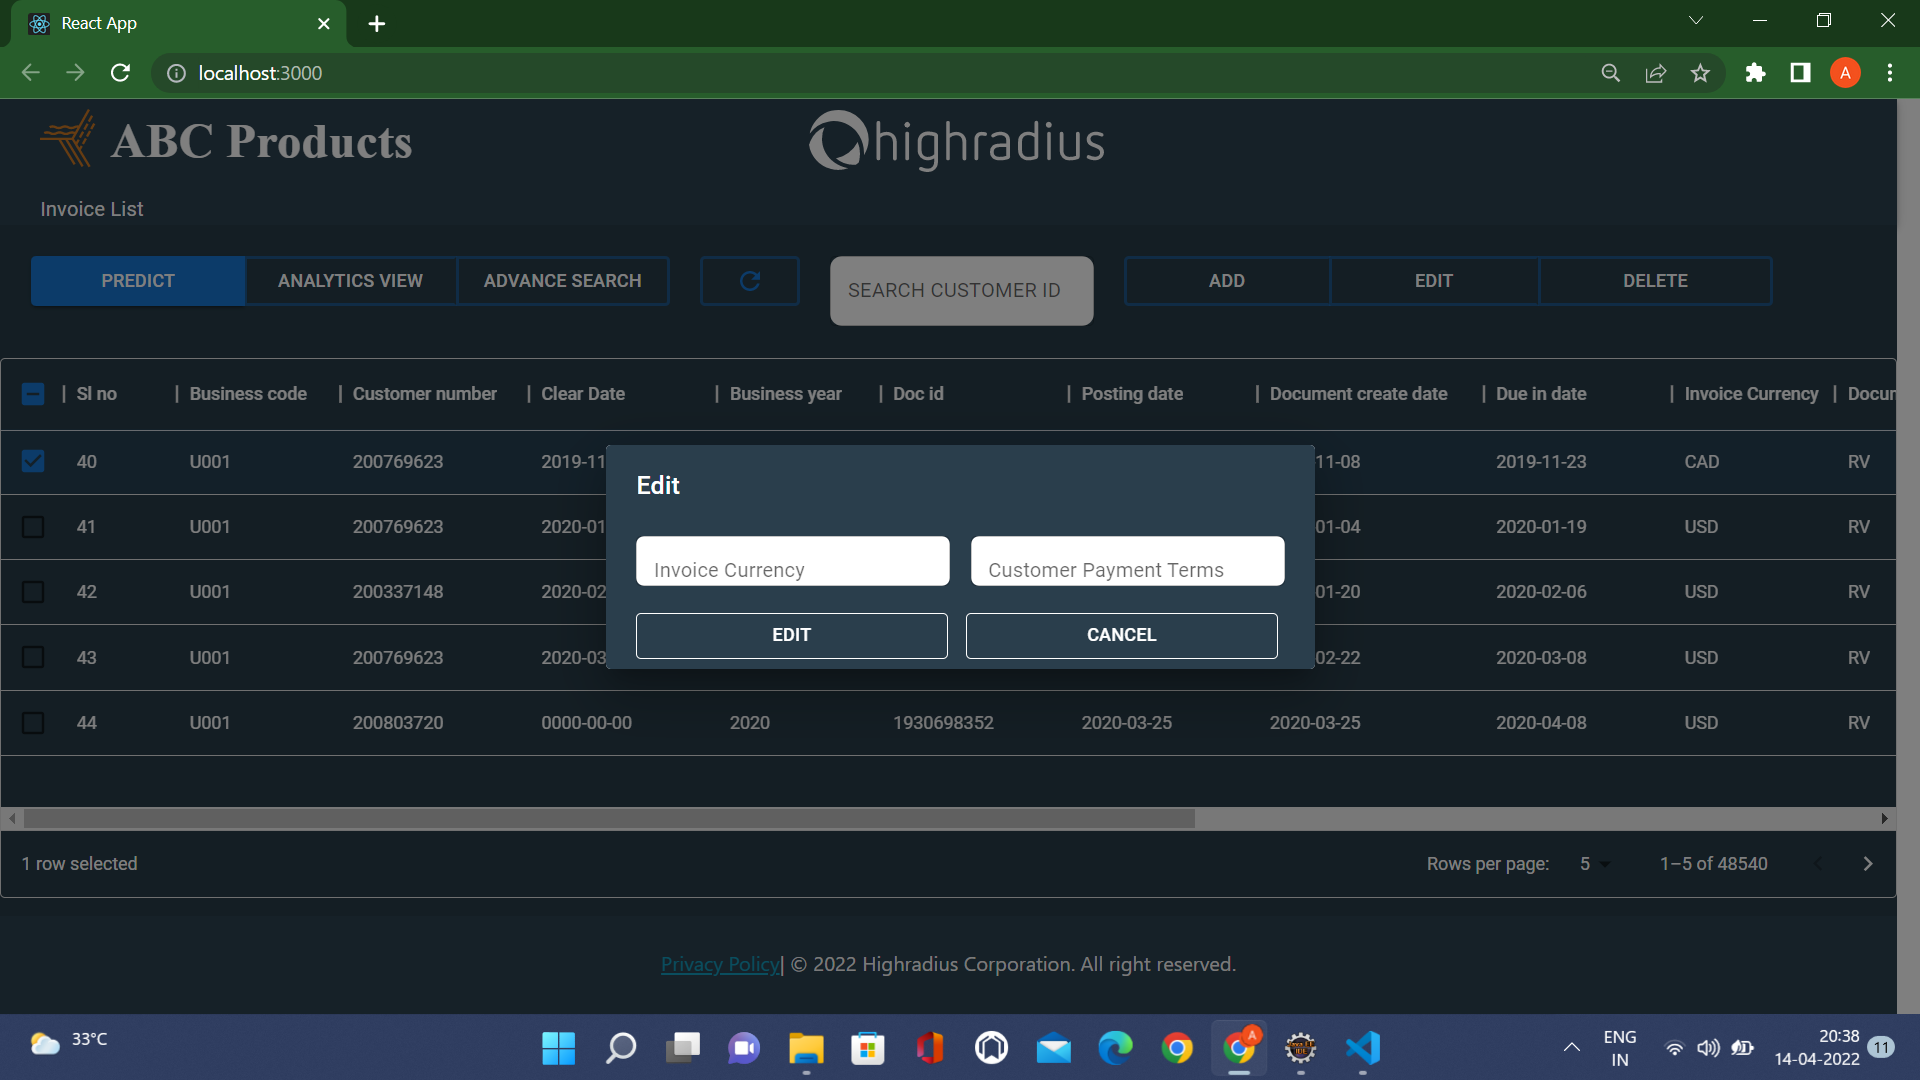 React App
localhost:3000
A
ABC Products
highradius
Invoice List
PREDICT ANALYTICS VIEW ADVANCE SEARCH SEARCH CUSTOMER ID ADD EDIT DELETE
Sl no Business code Customer number Clear Date Business year Doc id Posting date Document create date Due in date Invoice Currency Docum
40 U001 200769623 2019-11 11-08 2019-11-23 CAD RV
41 U001 200769623 2020-01 01-04 2020-01-19 USD RV
42 U001 200337148 2020-02 01-20 2020-02-06 USD RV
43 U001 200769623 2020-03 02-22 2020-03-08 USD RV
44 U001 200803720 0000-00-00 2020 1930698352 2020-03-25 2020-03-25 2020-04-08 USD RV
Edit
Invoice Currency Customer Payment Terms
EDIT CANCEL
1 row selected Rows per page: 5 1–5 of 48540
Privacy Policy| © 2022 Highradius Corporation. All right reserved.
33°C
A
ENG
IN
20:38
14-04-2022
11